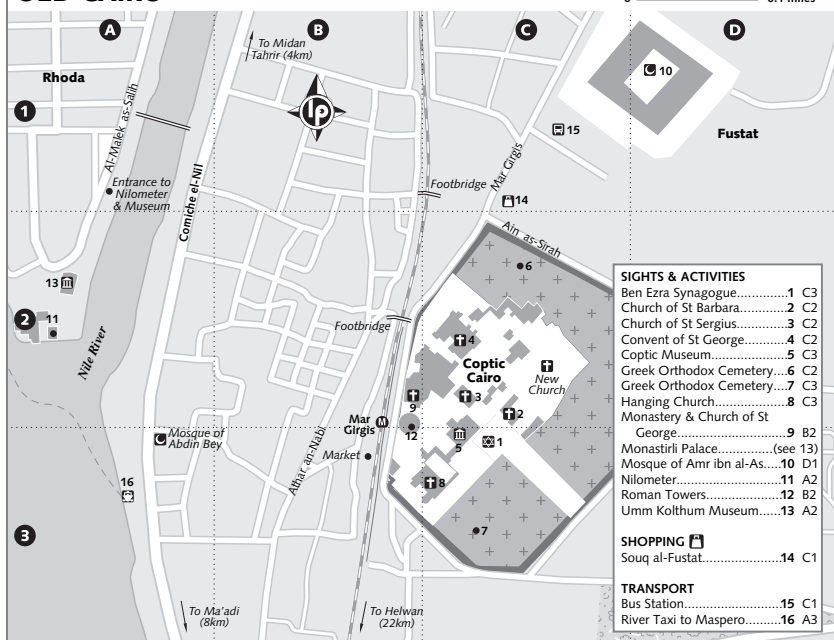 A
B
C
D
To Midan
Tahrir (4km)
Rhoda
10
1
lp
15
Fustat
Al-Malek as-Salih
Mar Girgis
Entrance to
Nilometer
& Museum
Footbridge
14
Corniche el-Nil
Ain as-Sirah
6
13
2
11
Footbridge
4
Nile River
Coptic
Cairo
New
Church
3
9
2
Mar
Girgis
M
12
Mosque of
Abdin Bey
5
1
Market
Athar an-Nabi
16
8
3
7
To Ma'adi
(8km)
To Helwan
(22km)
SIGHTS & ACTIVITIES
Ben Ezra Synagogue.............1 C3
Church of St Barbara............2 C2
Church of St Sergius............3 C2
Convent of St George..........4 C2
Coptic Museum...................5 C3
Greek Orthodox Cemetery....6 C2
Greek Orthodox Cemetery....7 C3
Hanging Church..................8 C3
Monastery & Church of St
George............................9 B2
Monastirli Palace...............(see 13)
Mosque of Amr ibn al-As.....10 D1
Nilometer..........................11 A2
Roman Towers...................12 B2
Umm Kolthum Museum......13 A2
SHOPPING
Souq al-Fustat....................14 C1
TRANSPORT
Bus Station........................15 C1
River Taxi to Maspero.........16 A3